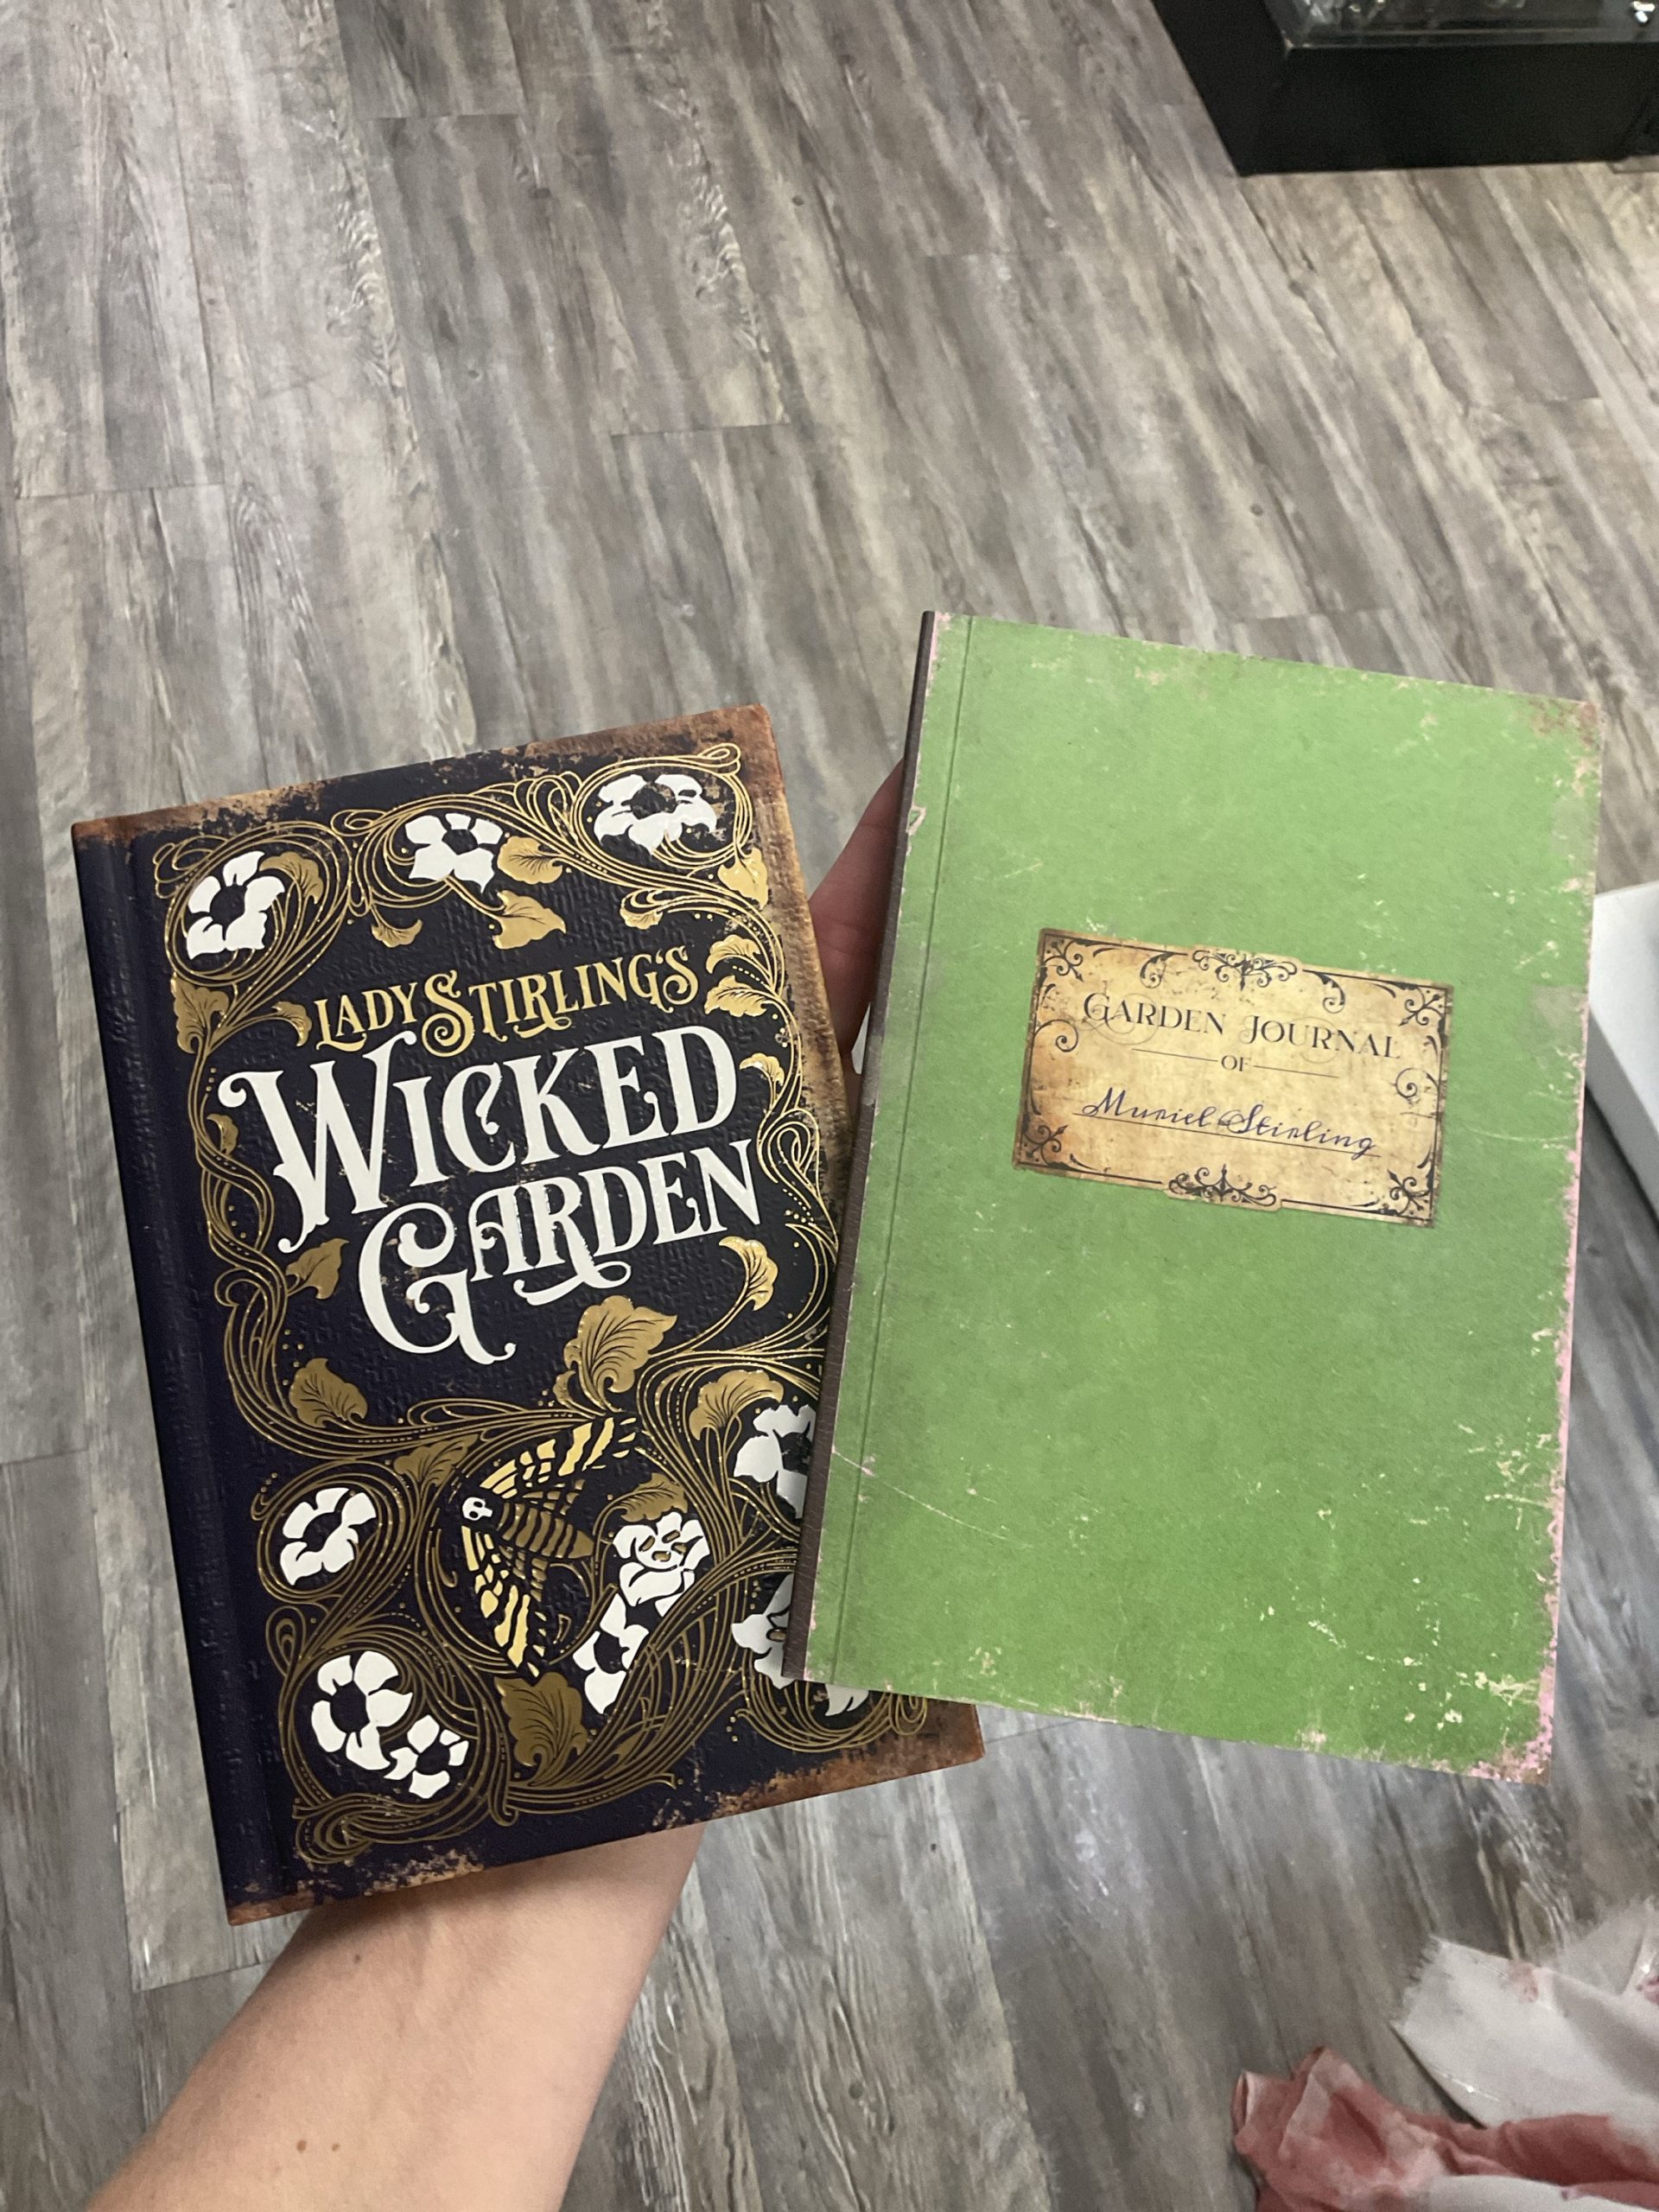 LADY STIRLING'S
WICKED
GARDEN
GARDEN JOURNAL
OF
Muriel Stirling